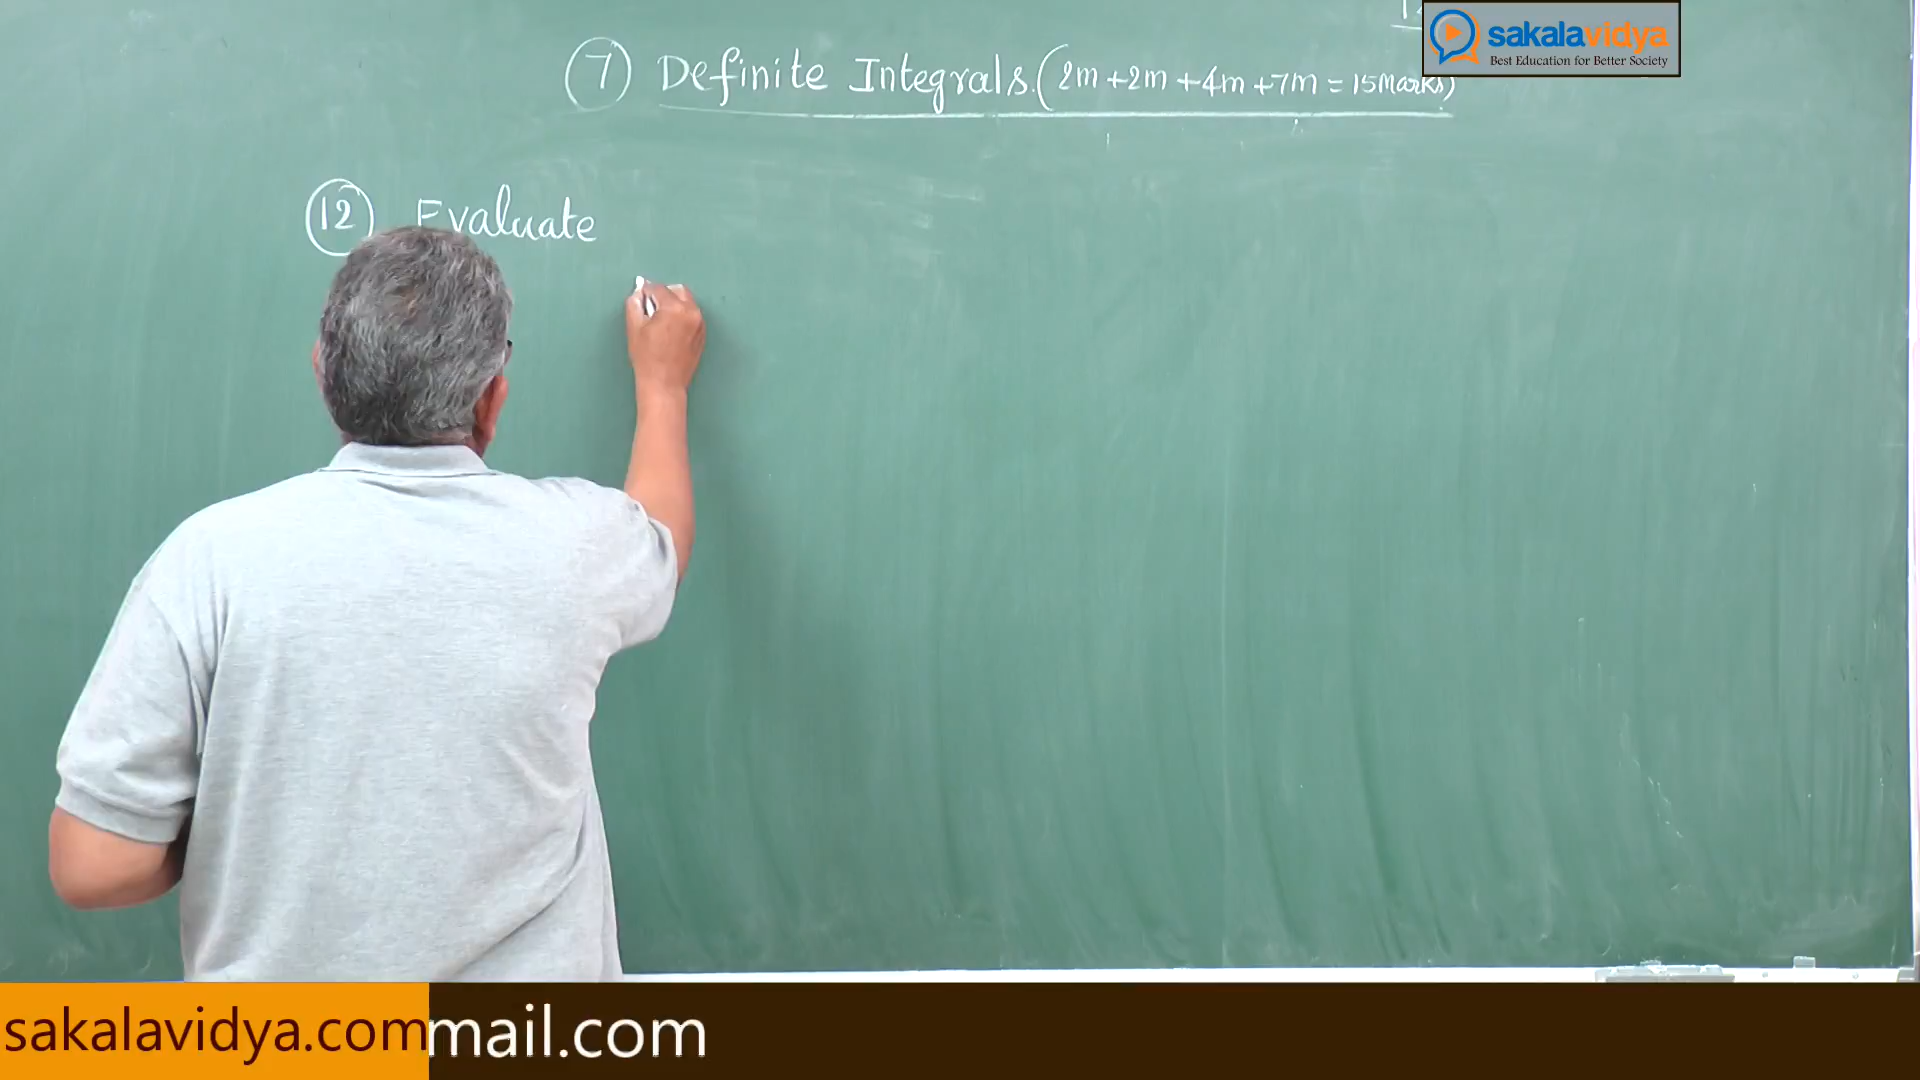 sakalavidya
Best Education for Better Society
7 Definite Integrals. (2m+2m+4m+7m=15Marks)
12 Evaluate
sakalavidya.com mail.com